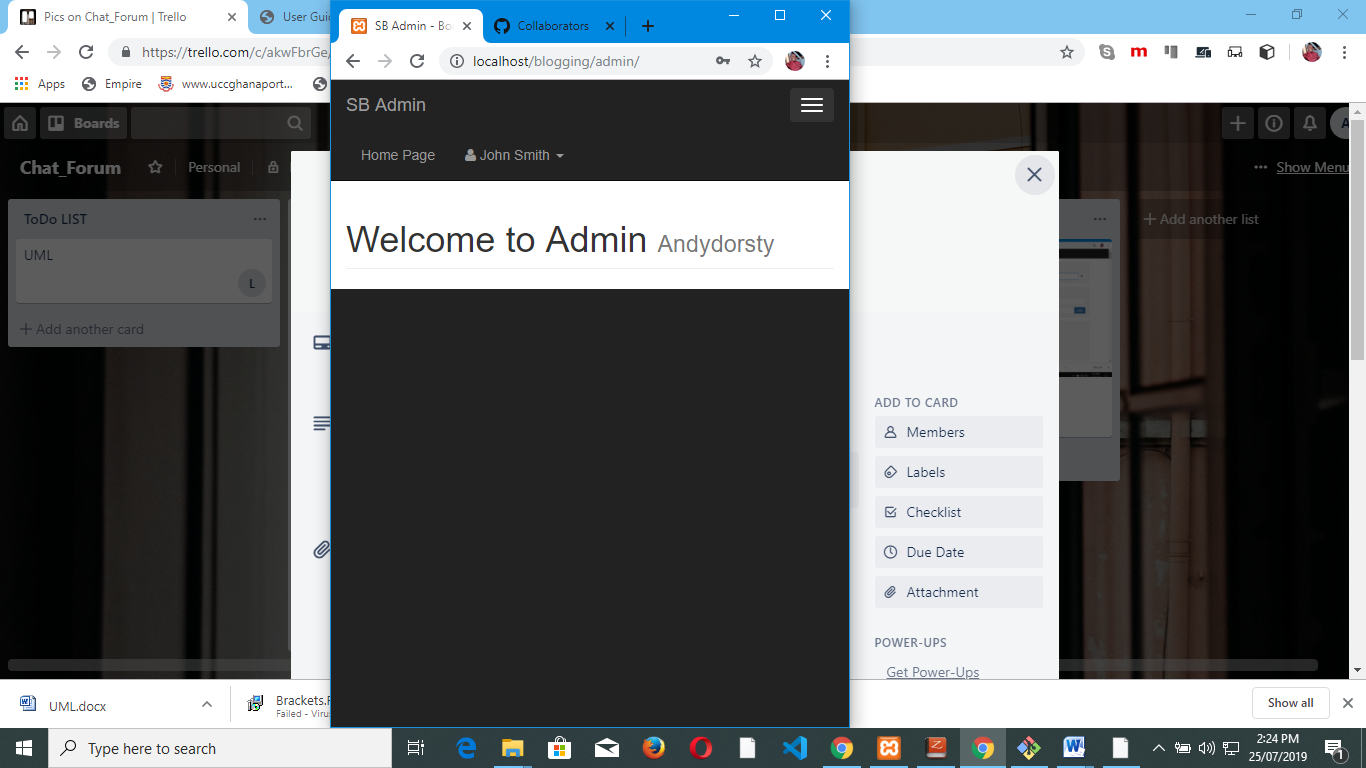 Pics on Chat_Forum | Trello
User Guid
SB Admin - Bo
Collaborators
https://trello.com/c/akwFbrGe/
localhost/blogging/admin/
Apps
Empire
www.uccghanaport...
SB Admin
Home Page
John Smith
Welcome to Admin Andydorsty
Boards
Chat_Forum
Personal
Show Menu
ToDo LIST
UML
L
+ Add another card
+ Add another list
ADD TO CARD
Members
Labels
Checklist
Due Date
Attachment
POWER-UPS
Get Power-Ups
UML.docx
Brackets.
Failed - Viru
Show all
Type here to search
2:24 PM
25/07/2019
1